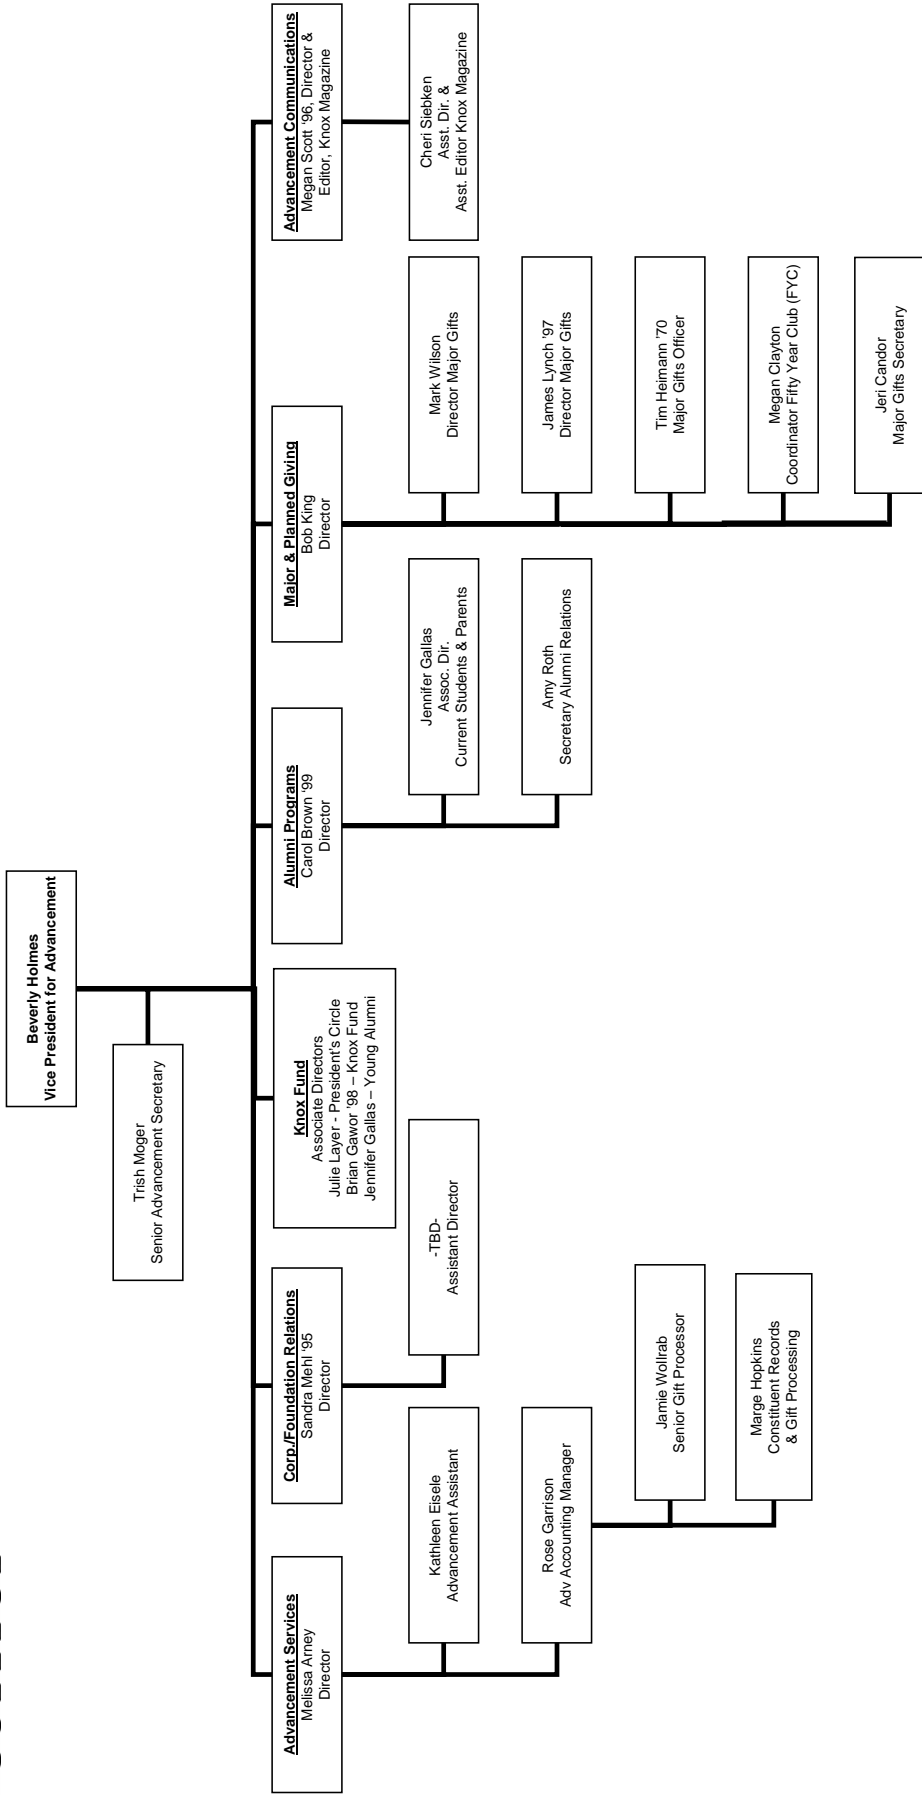 Beverly Holmes
Vice President for Advancement
Trish Moger
Senior Advancement Secretary
Advancement Services
Melissa Arney
Director
Kathleen Eisele
Advancement Assistant
Rose Garrison
Adv Accounting Manager
Jamie Wollrab
Senior Gift Processor
Marge Hopkins
Constituent Records
& Gift Processing
Corp./Foundation Relations
Sandra Mehl '95
Director
-TBD-
Assistant Director
Knox Fund
Associate Directors
Julie Layer - President's Circle
Brian Gawor '98 – Knox Fund
Jennifer Gallas – Young Alumni
Alumni Programs
Carol Brown '99
Director
Jennifer Gallas
Assoc. Dir.
Current Students & Parents
Amy Roth
Secretary Alumni Relations
Major & Planned Giving
Bob King
Director
Mark Wilson
Director Major Gifts
James Lynch '97
Director Major Gifts
Tim Heimann '70
Major Gifts Officer
Megan Clayton
Coordinator Fifty Year Club (FYC)
Jeri Candor
Major Gifts Secretary
Advancement Communications
Megan Scott '96, Director &
Editor, Knox Magazine
Cheri Siebken
Asst. Dir. &
Asst. Editor Knox Magazine